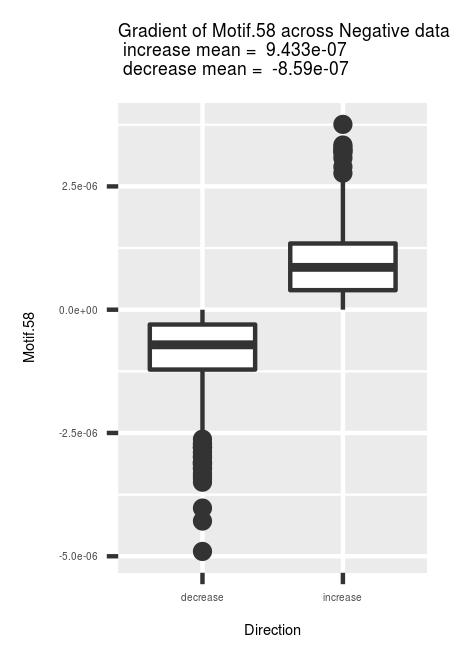 Gradient of Motif.58 across Negative data
increase mean =  9.433e-07
decrease mean =  -8.59e-07
2.5e-06
0.0e+00
-2.5e-06
-5.0e-06
Motif.58
decrease
increase
Direction